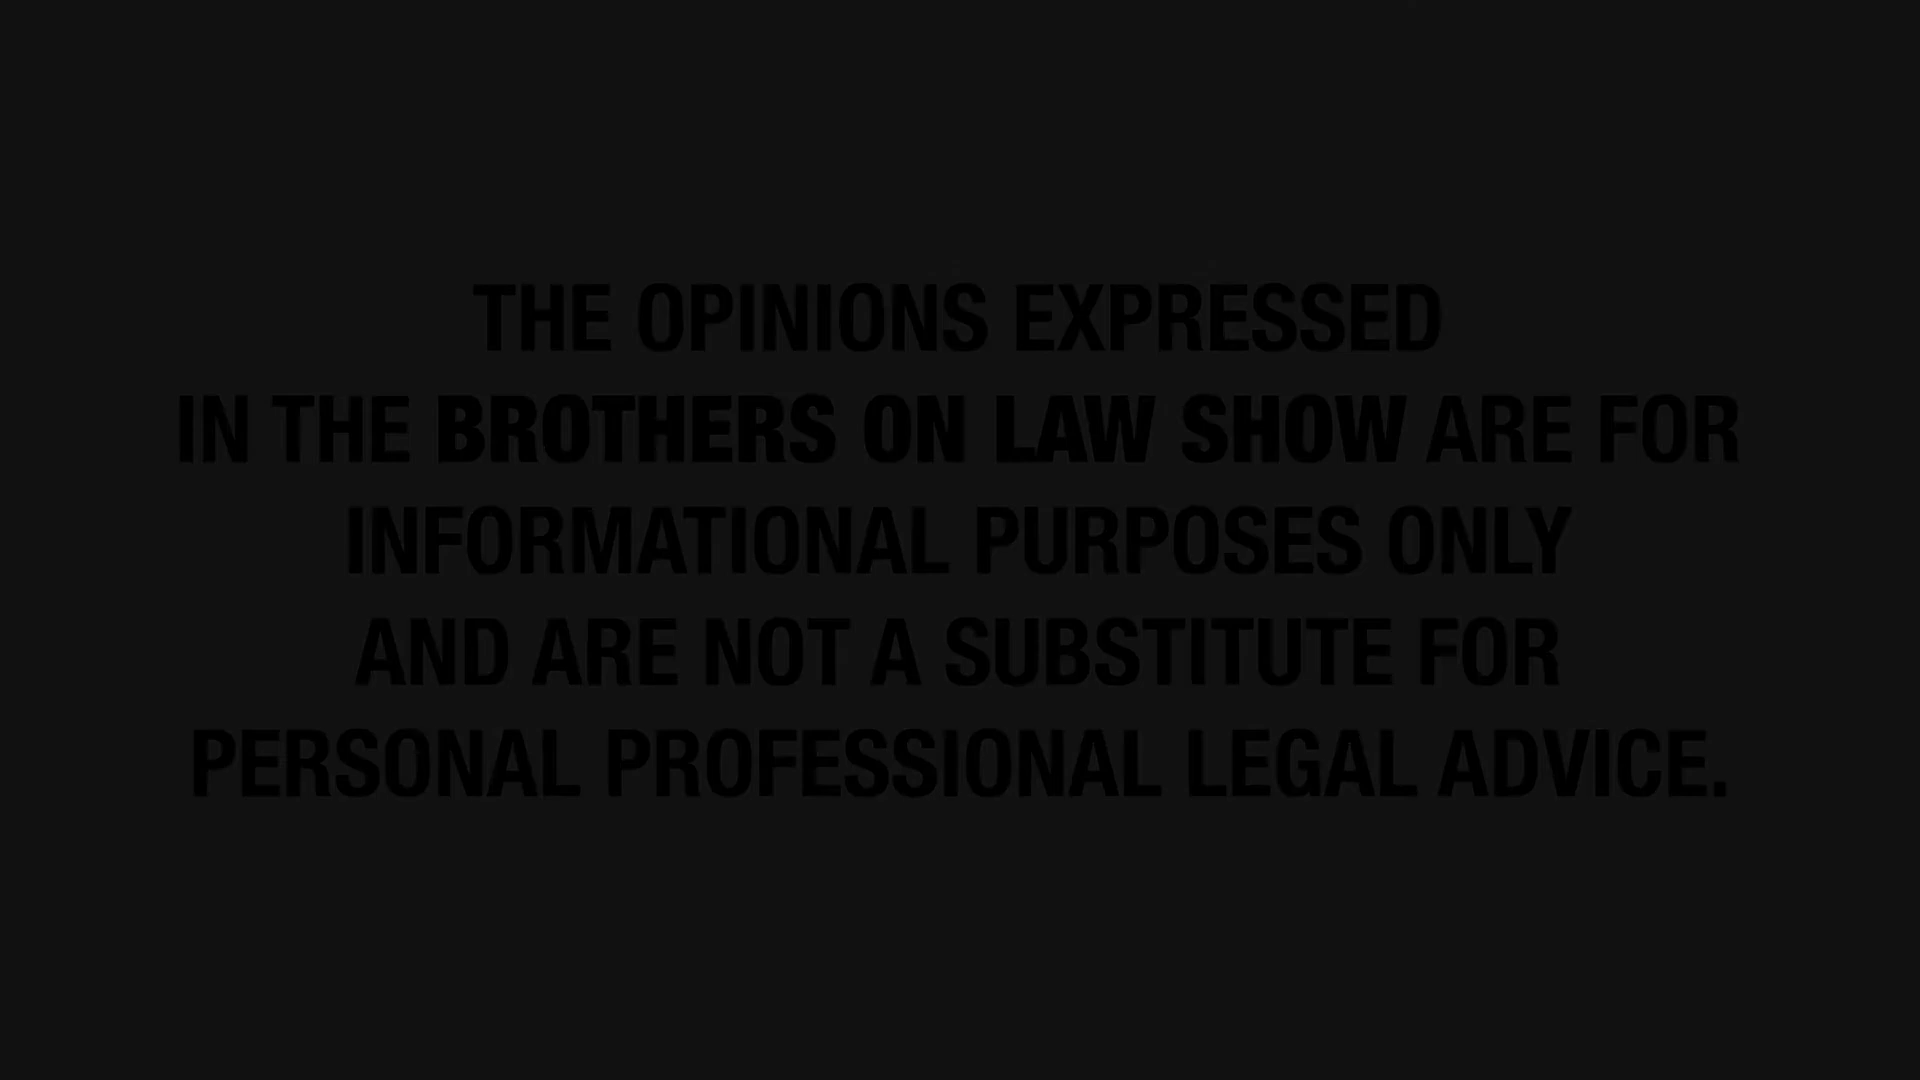 THE OPINIONS EXPRESSED
IN THE BROTHERS ON LAW SHOW ARE FOR
INFORMATIONAL PURPOSES ONLY
AND ARE NOT A SUBSTITUTE FOR
PERSONAL PROFESSIONAL LEGAL ADVICE.